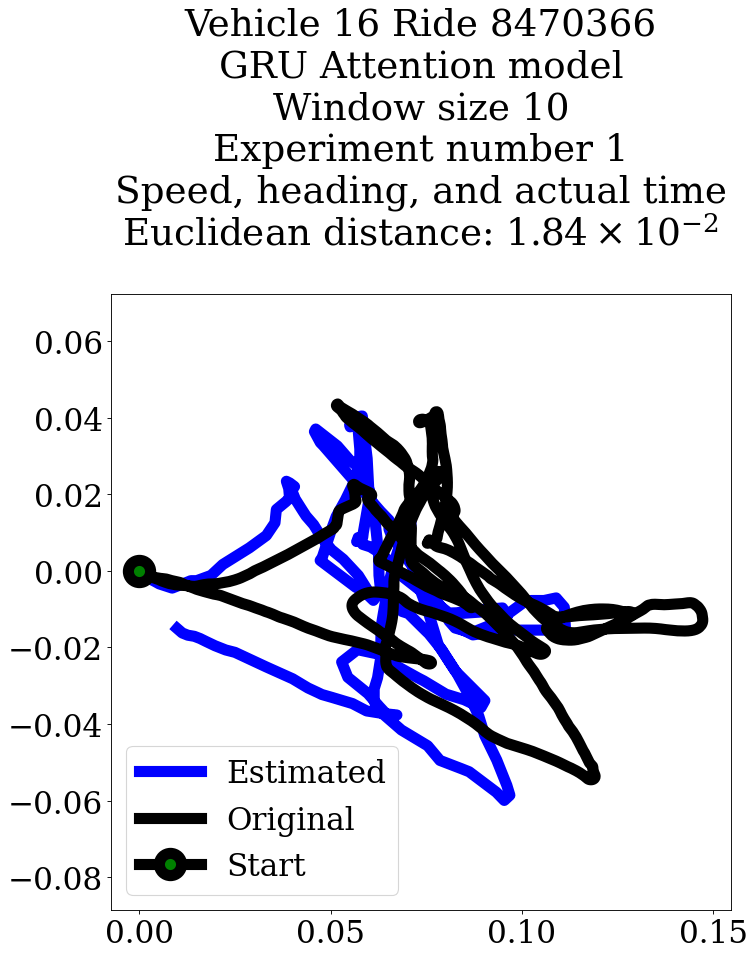 Vehicle 16 Ride 8470366
GRU Attention model
Window size 10
Experiment number 1
Speed, heading, and actual time
Euclidean distance: 1.84 × 10⁻²
0.06
0.04
0.02
0.00
−0.02
−0.04
−0.06
−0.08
Estimated
Original
Start
0.00 0.05 0.10 0.15